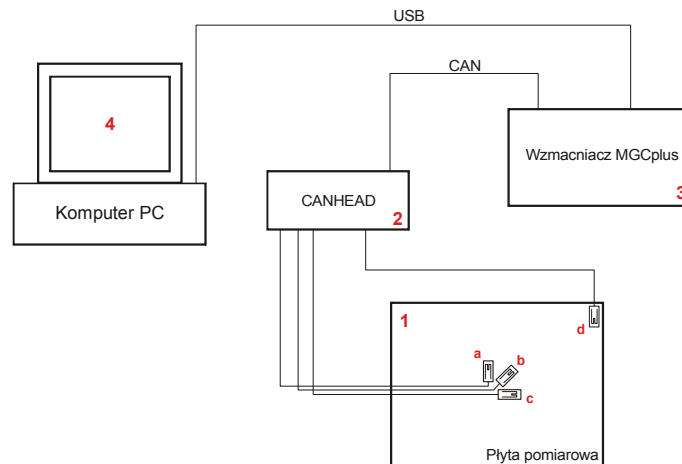 USB
CAN
4
Wzmacniacz MGCplus
3
Komputer PC
CANHEAD
2
1
d
a
b
c
Płyta pomiarowa